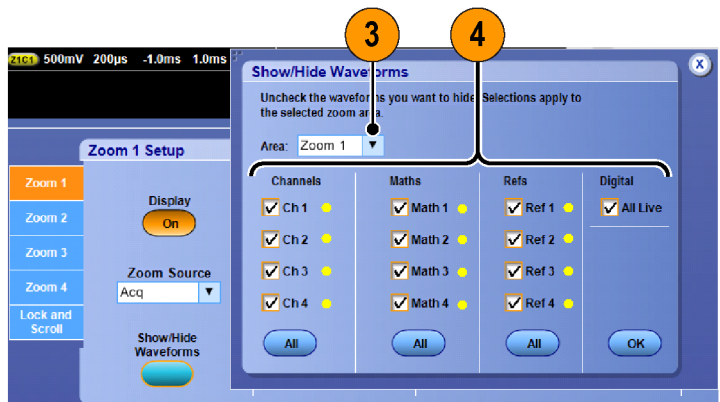 3
4
Z1C1 500mV 200µs -1.0ms 1.0ms
Show/Hide Waveforms
X
Uncheck the waveforms you want to hide. Selections apply to
the selected zoom area.
Area: Zoom 1
Zoom 1 Setup
Zoom 1
Zoom 2
Zoom 3
Zoom 4
Lock and
Scroll
Display
On
Zoom Source
Acq
Show/Hide
Waveforms
Channels Maths Refs Digital
Ch 1 Math 1 Ref 1 All Live
Ch 2 Math 2 Ref 2
Ch 3 Math 3 Ref 3
Ch 4 Math 4 Ref 4
All All All OK